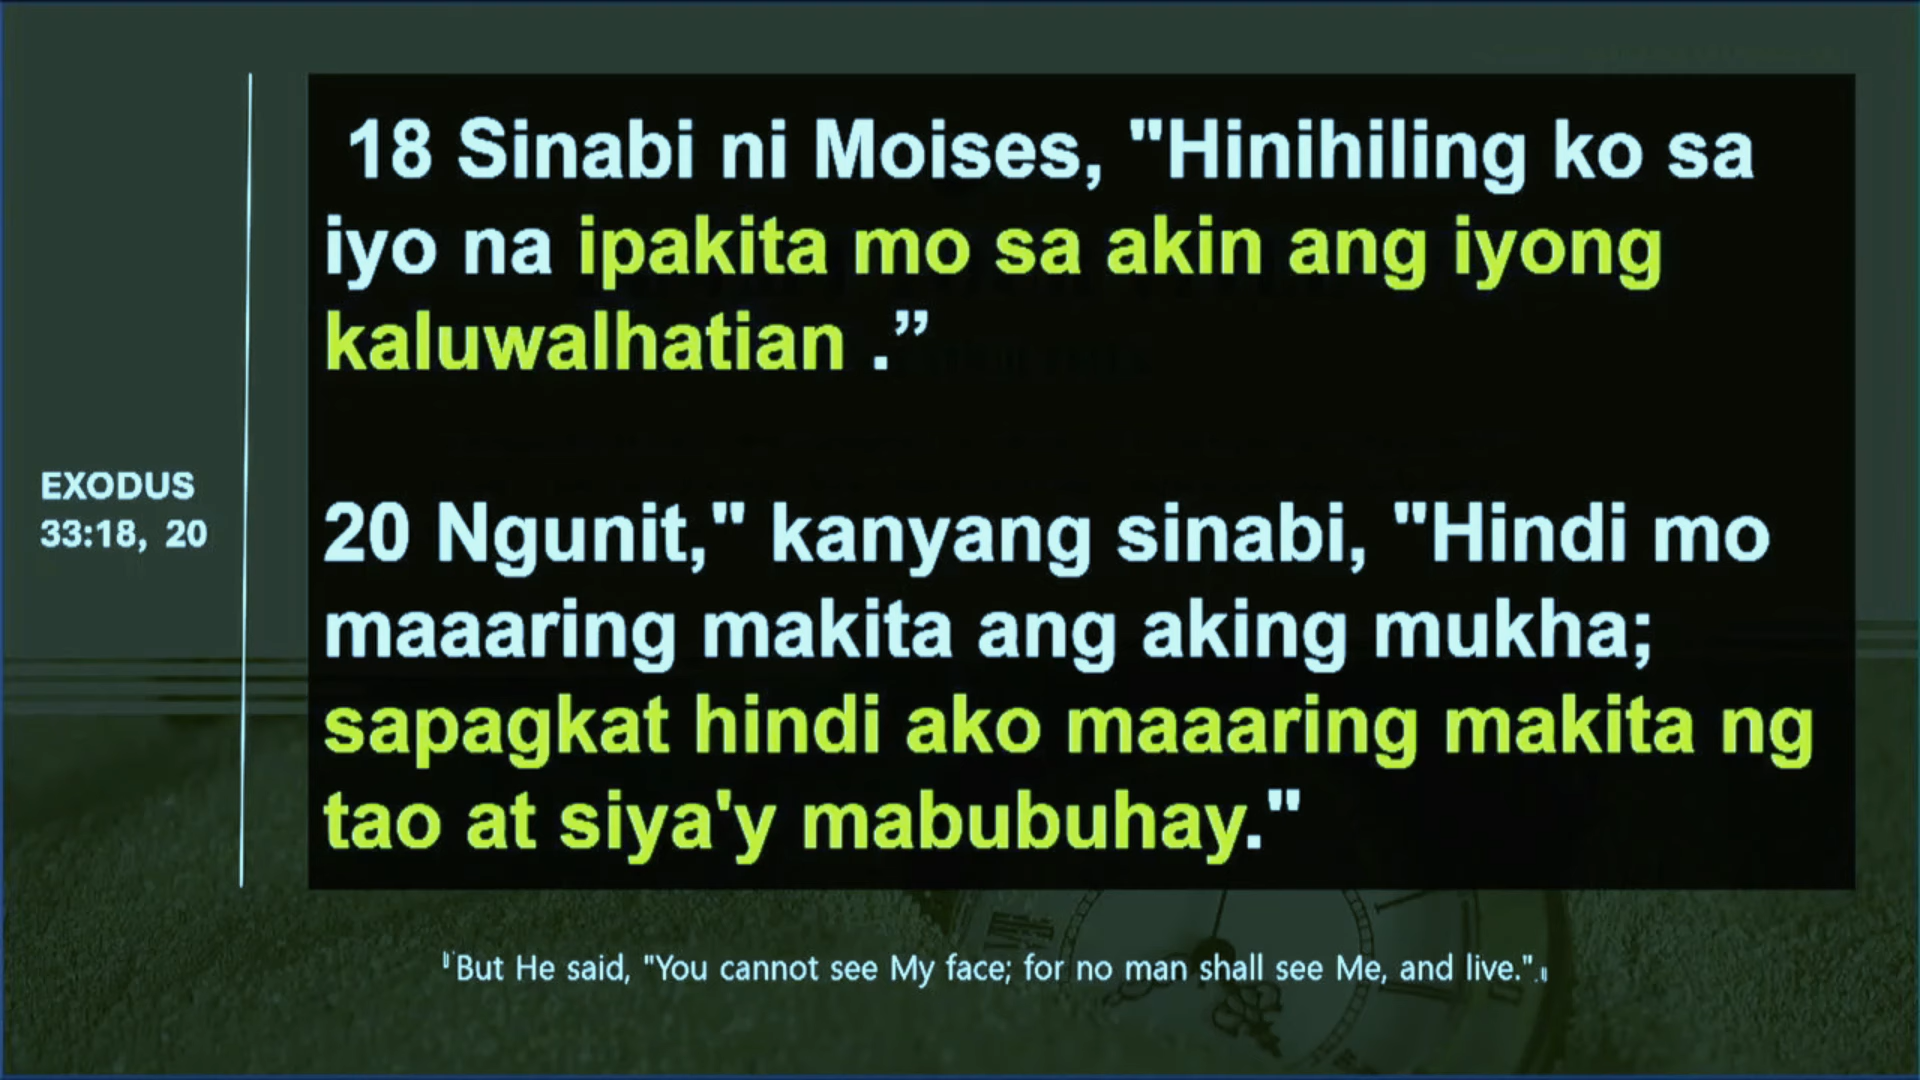 18 Sinabi ni Moises, "Hinihiling ko sa
iyo na ipakita mo sa akin ang iyong
kaluwalhatian .”
EXODUS
33:18, 20
20 Ngunit," kanyang sinabi, "Hindi mo
maaaring makita ang aking mukha;
sapagkat hindi ako maaaring makita ng
tao at siya'y mabubuhay."
『But He said, "You cannot see My face; for no man shall see Me, and live.".』